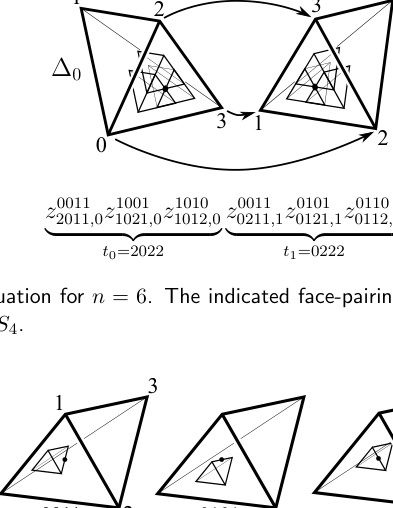 2 3
Δ₀
3 1
0 2
z^{0011}_{2011,0} z^{1001}_{1021,0} z^{1010}_{1012,0} z^{0011}_{0211,1} z^{0101}_{0121,1} z^{0110}_{0112,
t₀=2022 t₁=0222
uation for n = 6. The indicated face-pairin
S₄.
3
1